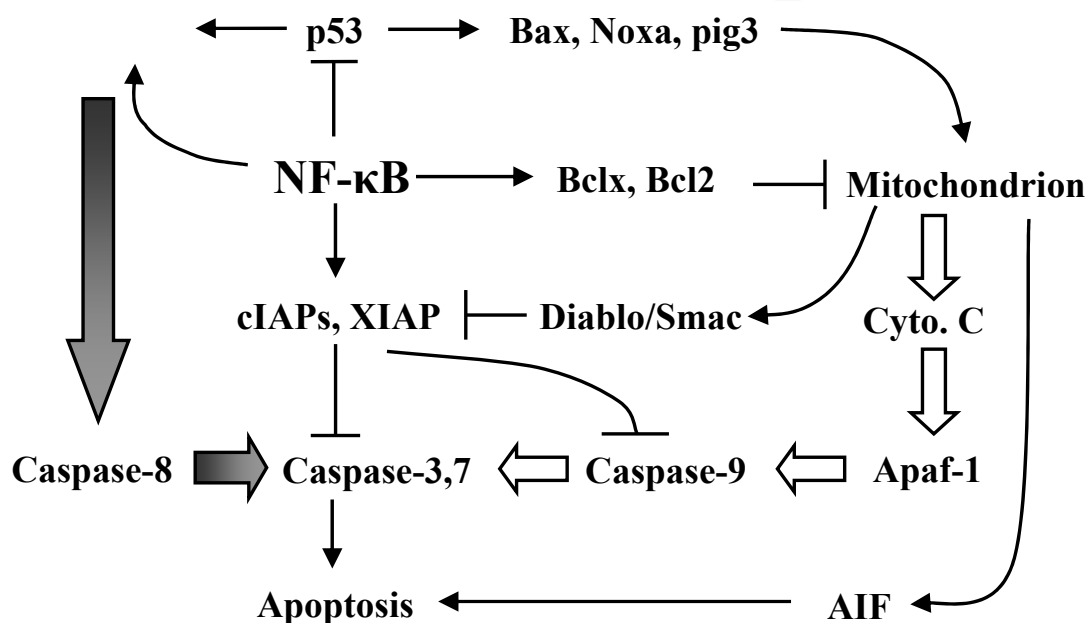 p53 Bax, Noxa, pig3
NF-κB Bclx, Bcl2 Mitochondrion
cIAPs, XIAP Diablo/Smac Cyto. C
Caspase-8 Caspase-3,7 Caspase-9 Apaf-1
Apoptosis AIF